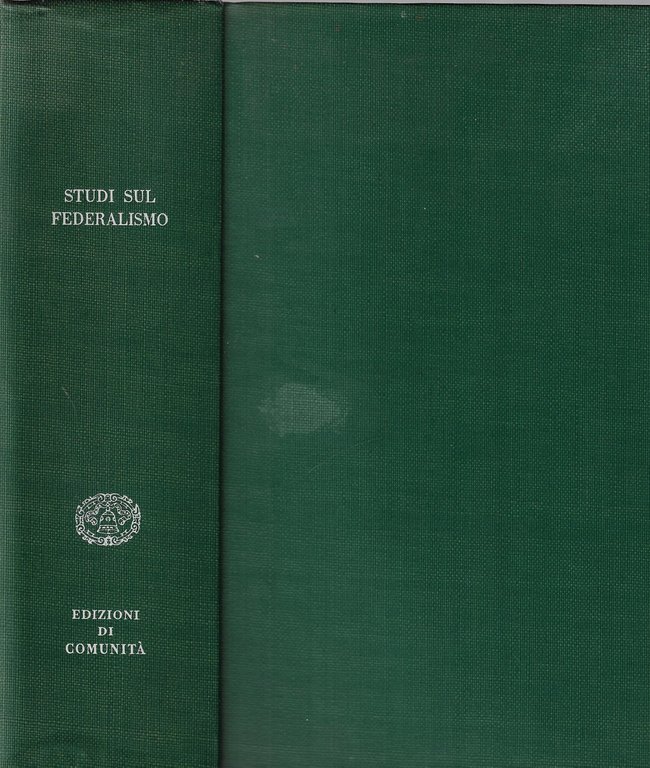 STUDI SUL
FEDERALISMO
EDIZIONI
DI
COMUNITÀ